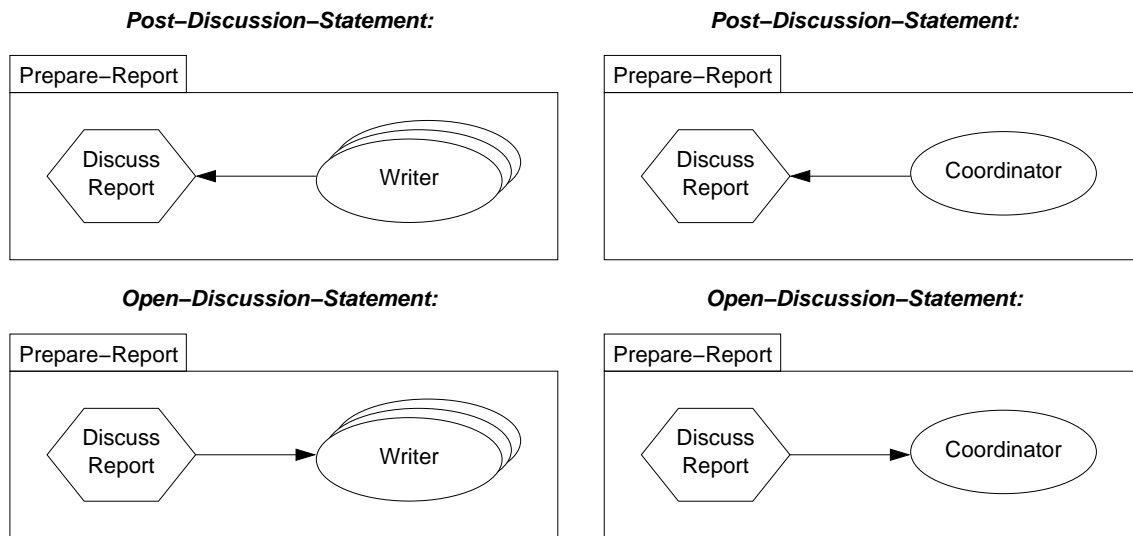 Post–Discussion–Statement:
Prepare–Report
Discuss
Report
Writer
Post–Discussion–Statement:
Prepare–Report
Discuss
Report
Coordinator
Open–Discussion–Statement:
Prepare–Report
Discuss
Report
Writer
Open–Discussion–Statement:
Prepare–Report
Discuss
Report
Coordinator